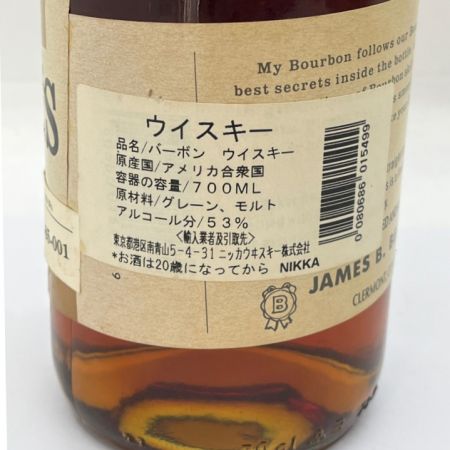 My Bourbon follows our B
best secrets inside the bottle.
of Bourbon
S
-001
ウイスキー
品名/バーボン ウイスキー
原産国/アメリカ合衆国
容器の容量/700ML
原材料/グレーン、モルト
アルコール分/53%
<輸入業者及引取先>
東京都港区南青山5-4-31 ニッカウヰスキー株式会社
*お酒は20歳になってから NIKKA
0080686015499
B
JAMES B. B
CLERMONT